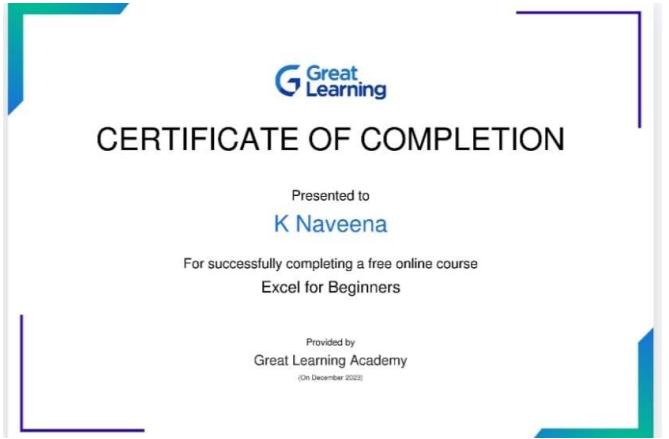 Great
Learning
CERTIFICATE OF COMPLETION
Presented to
K Naveena
For successfully completing a free online course
Excel for Beginners
Provided by
Great Learning Academy
(On December 2023)